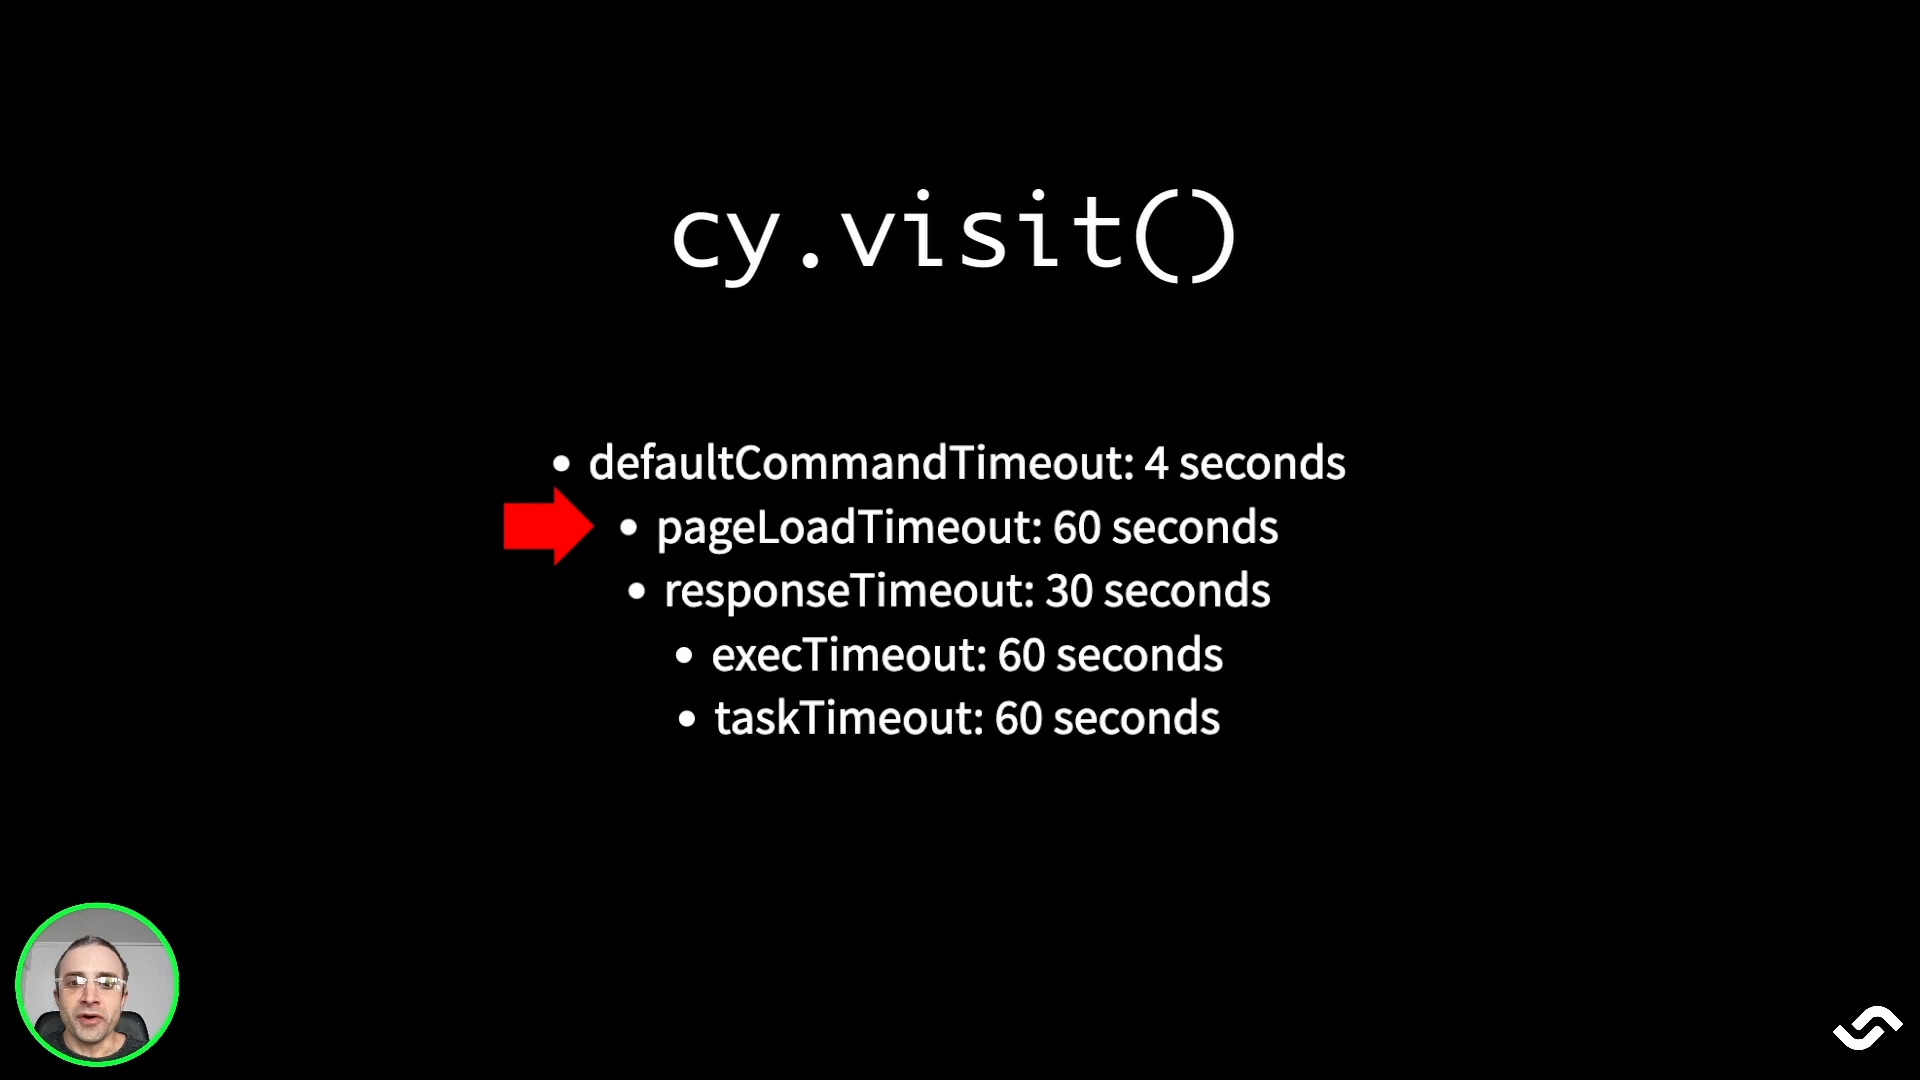 cy.visit()
• defaultCommandTimeout: 4 seconds
• pageLoadTimeout: 60 seconds
• responseTimeout: 30 seconds
• execTimeout: 60 seconds
• taskTimeout: 60 seconds